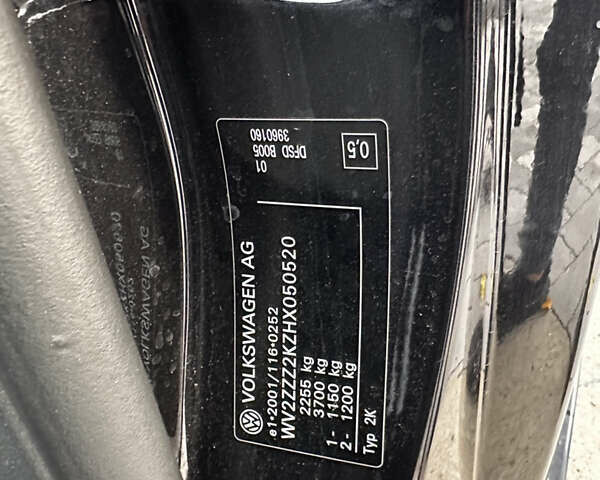 VOLKSWAGEN AG
e1*2001/116*0252
WV2ZZZ2KZHX050520
2255 kg
3700 kg
1- 1150 kg
2- 1200 kg
Typ 2K
01
DFSD B005
3960160
0,5